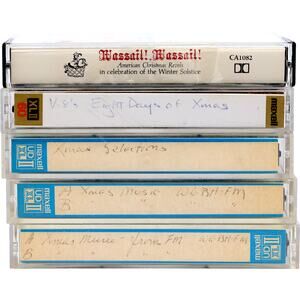 Wassail! Wassail!
American Christmas Revels
in celebration of the Winter Solstice
CA1082
XLII
60
V-8's Eight Days of Xmas
maxell
UD
XL II
Xmas Selections
maxell
UD
XL II
A Xmas Music WGBH-FM
B " " "
maxell
UD
XL II
A Xmas Music from FM WGBH-FM
B " " " "